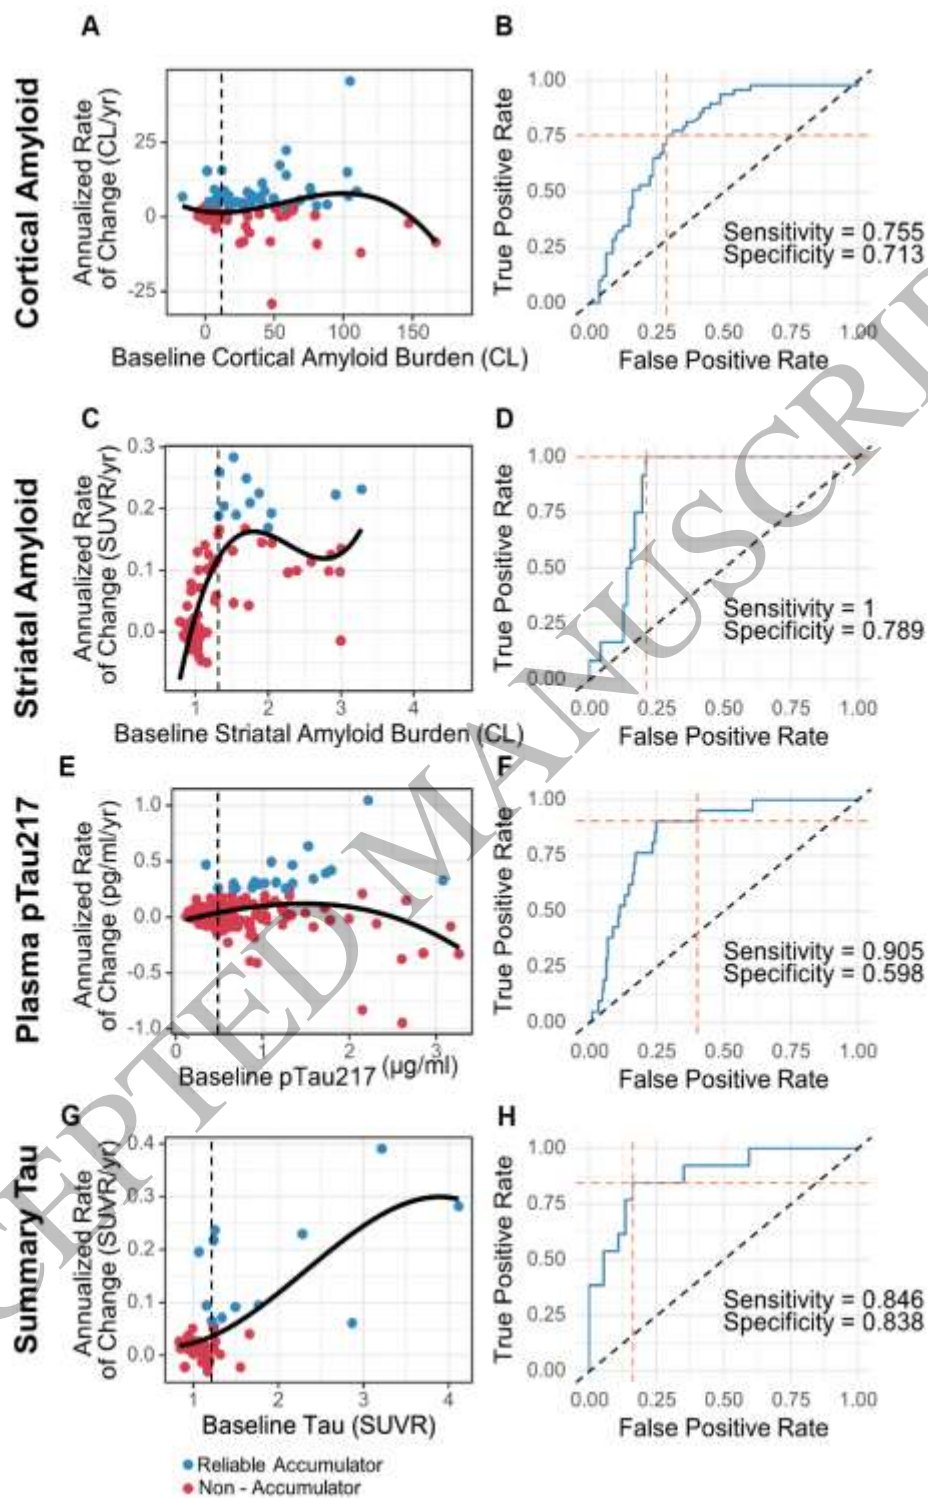 A
B
Cortical Amyloid
Annualized Rate
of Change (CL/yr)
25
0
-25
0
50
100
150
Baseline Cortical Amyloid Burden (CL)
True Positive Rate
1.00
0.75
0.50
0.25
0.00
Sensitivity = 0.755
Specificity = 0.713
0.00
0.25
0.50
0.75
1.00
False Positive Rate
C
D
Striatal Amyloid
Annualized Rate
of Change (SUVR/yr)
0.3
0.2
0.1
0.0
1
2
3
4
Baseline Striatal Amyloid Burden (CL)
True Positive Rate
1.00
0.75
0.50
0.25
0.00
Sensitivity = 1
Specificity = 0.789
0.00
0.25
0.50
0.75
1.00
False Positive Rate
E
F
Plasma pTau217
Annualized Rate
of Change (pg/ml/yr)
1.0
0.5
0.0
-0.5
-1.0
0
1
2
3
Baseline pTau217 (µg/ml)
True Positive Rate
1.00
0.75
0.50
0.25
0.00
Sensitivity = 0.905
Specificity = 0.598
0.00
0.25
0.50
0.75
1.00
False Positive Rate
G
H
Summary Tau
Annualized Rate
of Change (SUVR/yr)
0.4
0.3
0.2
0.1
0.0
1
2
3
4
Baseline Tau (SUVR)
True Positive Rate
1.00
0.75
0.50
0.25
0.00
Sensitivity = 0.846
Specificity = 0.838
0.00
0.25
0.50
0.75
1.00
False Positive Rate
Reliable Accumulator
Non - Accumulator
CEPTED MANUSCRI